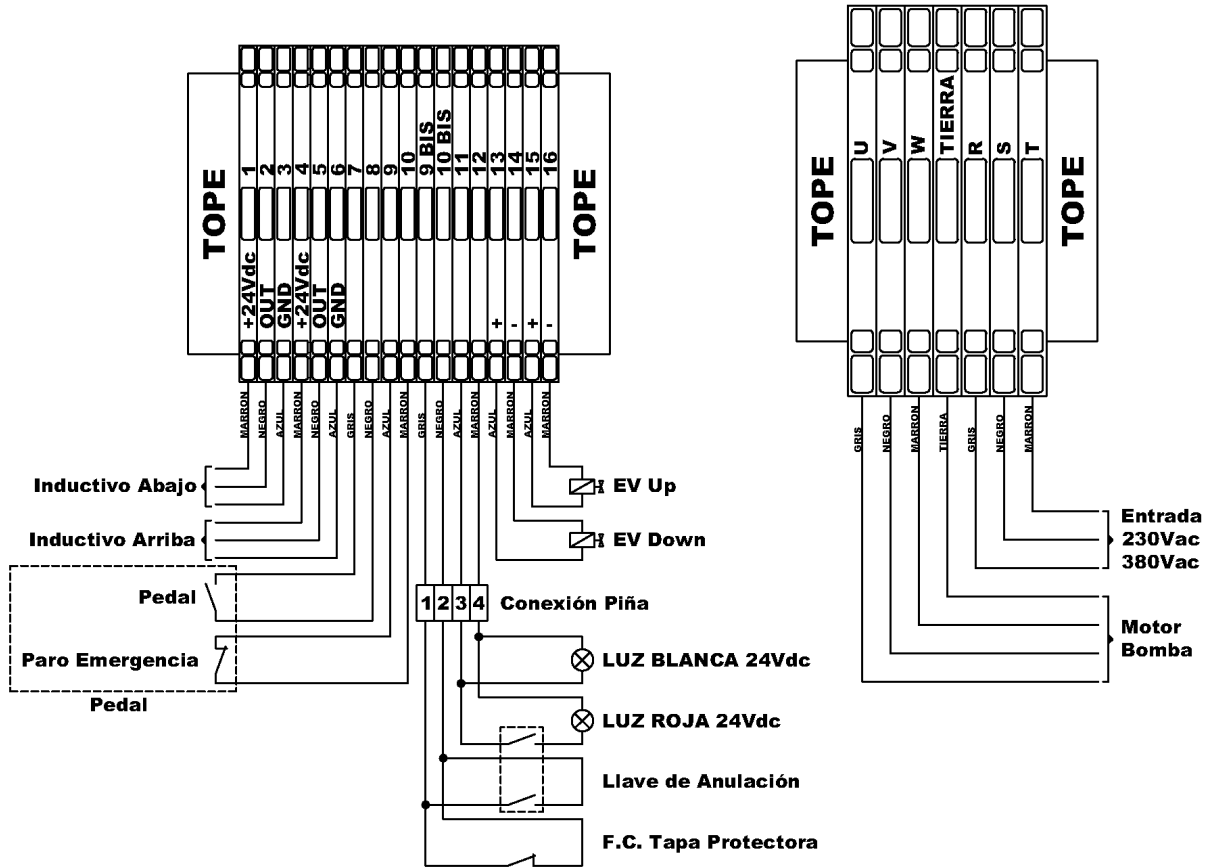 TOPE
1
2
3
4
5
6
7
8
9
10
9 BIS
10 BIS
11
12
13
14
15
16
TOPE
+24Vdc
OUT
GND
+24Vdc
OUT
GND
+
-
+
-
MARRON
NEGRO
AZUL
MARRON
NEGRO
AZUL
GRIS
NEGRO
AZUL
MARRON
GRIS
NEGRO
AZUL
MARRON
AZUL
MARRON
AZUL
MARRON
Inductivo Abajo
Inductivo Arriba
Pedal
Paro Emergencia
Pedal
EV Up
EV Down
1 2 3 4
Conexión Piña
LUZ BLANCA 24Vdc
LUZ ROJA 24Vdc
Llave de Anulación
F.C. Tapa Protectora
TOPE
U
V
W
TIERRA
R
S
T
TOPE
GRIS
NEGRO
MARRON
TIERRA
GRIS
NEGRO
MARRON
Entrada
230Vac
380Vac
Motor
Bomba